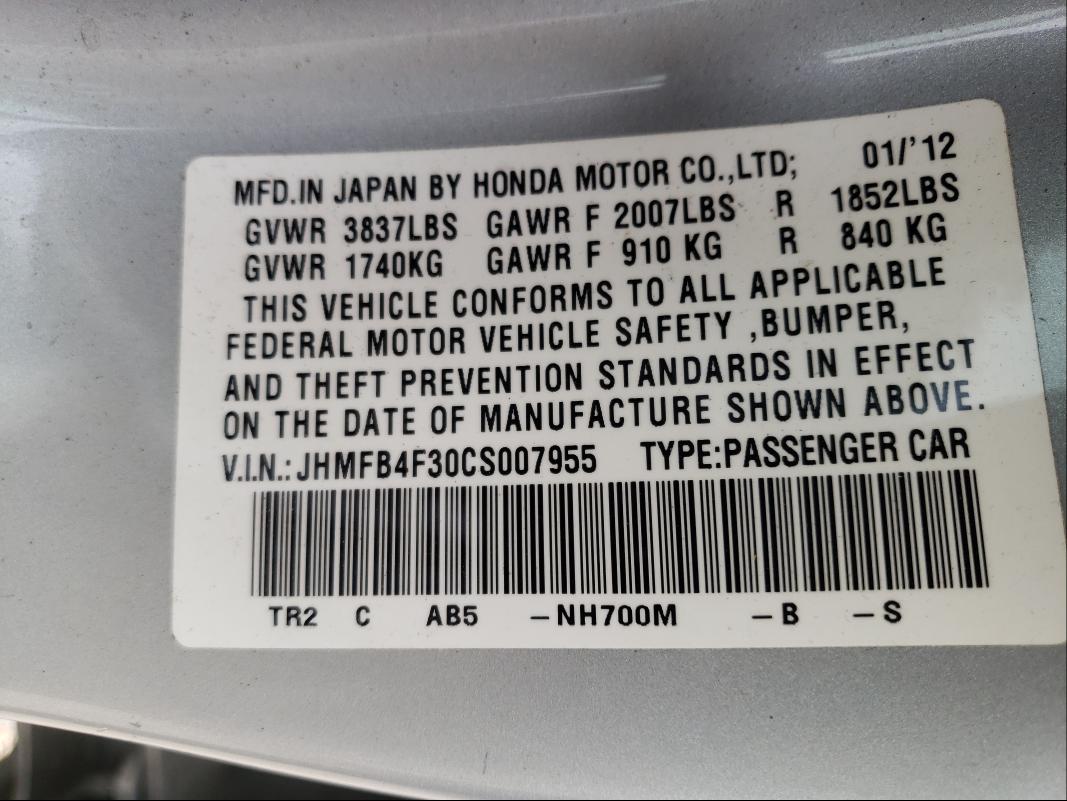 MFD.IN JAPAN BY HONDA MOTOR CO.,LTD; 01/'12
GVWR 3837LBS GAWR F 2007LBS R 1852LBS
GVWR 1740KG GAWR F 910 KG R 840 KG
THIS VEHICLE CONFORMS TO ALL APPLICABLE
FEDERAL MOTOR VEHICLE SAFETY ,BUMPER,
AND THEFT PREVENTION STANDARDS IN EFFECT
ON THE DATE OF MANUFACTURE SHOWN ABOVE.
V.I.N.: JHMFB4F30CS007955 TYPE:PASSENGER CAR
TR2 C AB5 –NH700M –B –S